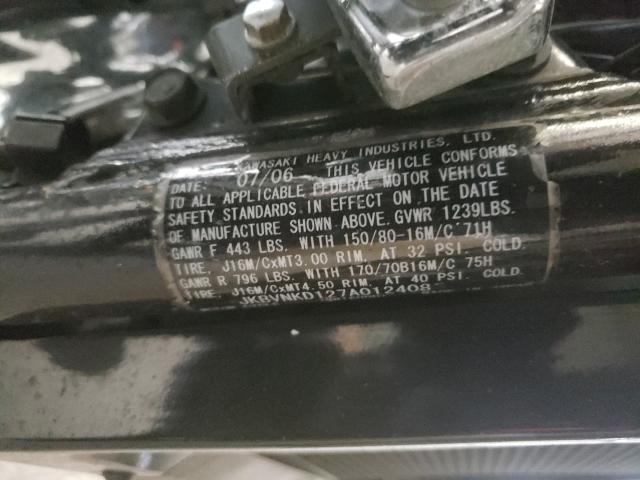 KAWASAKI HEAVY INDUSTRIES, LTD.
DATE: 07/06 THIS VEHICLE CONFORMS
TO ALL APPLICABLE FEDERAL MOTOR VEHICLE
SAFETY STANDARDS IN EFFECT ON THE DATE
OF MANUFACTURE SHOWN ABOVE. GVWR 1239LBS.
GAWR F 443 LBS. WITH 150/80-16M/C 71H
TIRE, J16M/CxMT3.00 RIM, AT 32 PSI COLD.
GAWR R 796 LBS. WITH 170/70B16M/C 75H
TIRE, J16M/CxMT4.50 RIM, AT 40 PSI COLD.
JKBVNKD127A012408